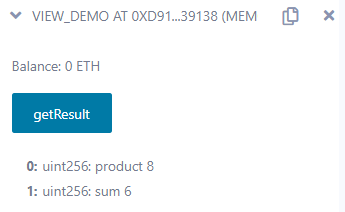 VIEW_DEMO AT 0XD91...39138 (MEM
Balance: 0 ETH
getResult
0: uint256: product 8
1: uint256: sum 6